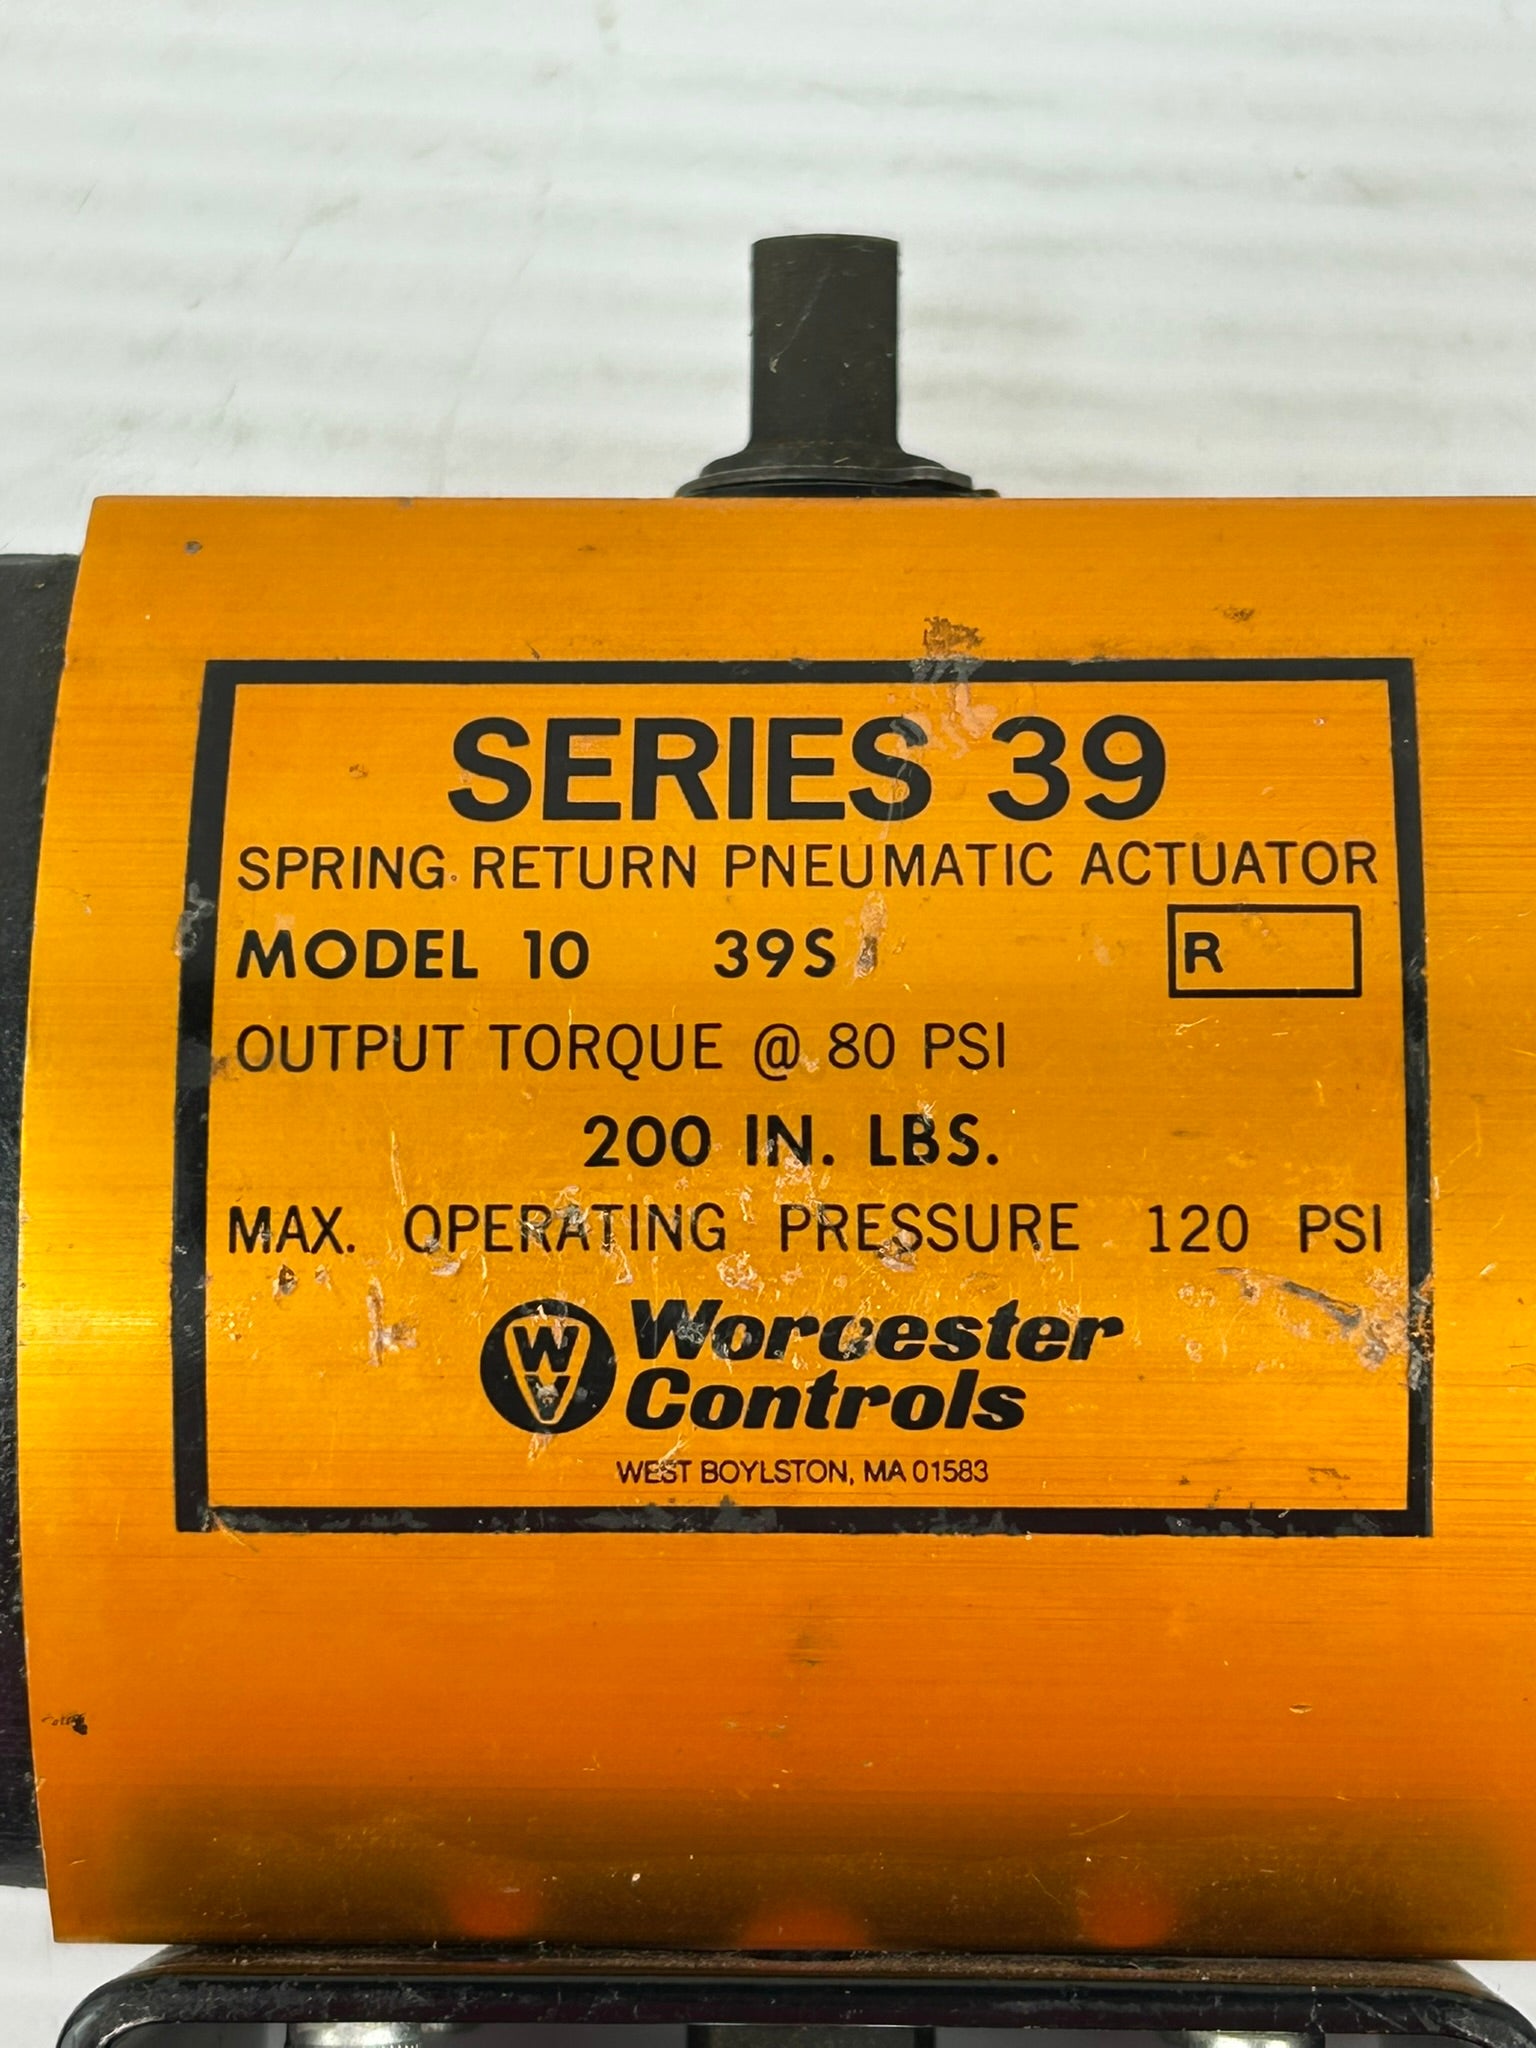 SERIES 39
SPRING RETURN PNEUMATIC ACTUATOR
MODEL 10 39S R
OUTPUT TORQUE @ 80 PSI
200 IN. LBS.
MAX. OPERATING PRESSURE 120 PSI
W Worcester
V Controls
WEST BOYLSTON, MA 01583